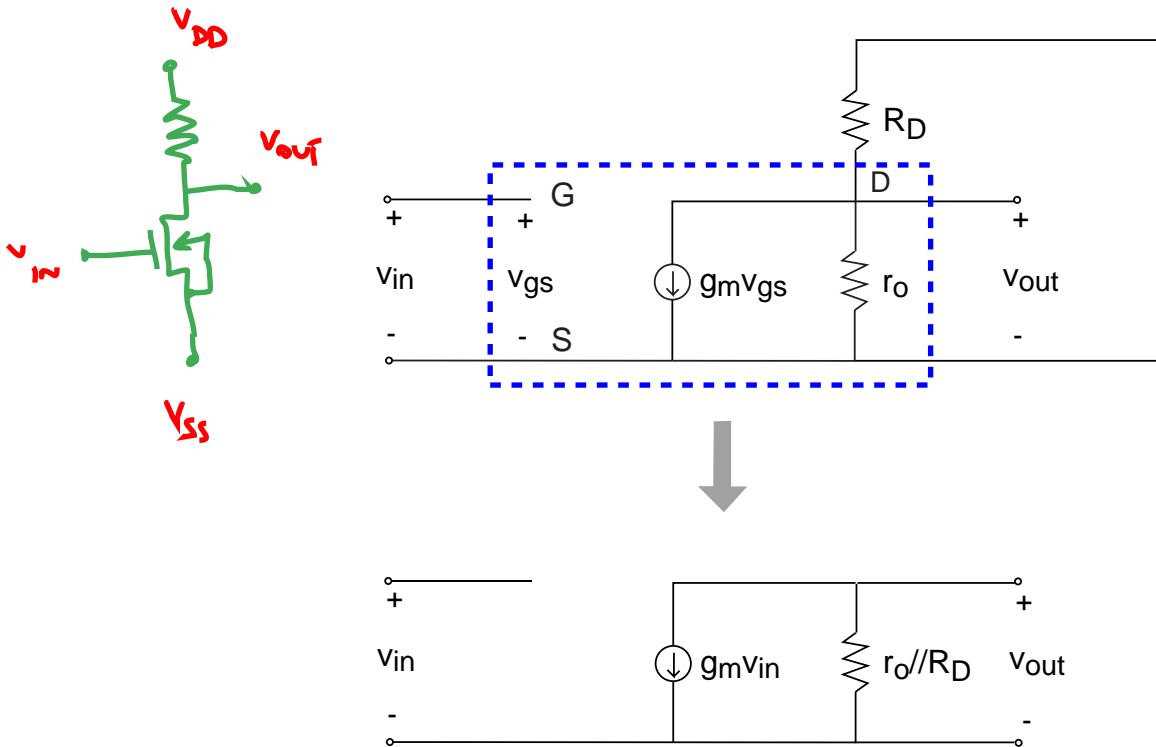 VDD
vOUT
vIN
VSS
RD
G
D
+
+
+
vin
vgs
gmvgs
ro
vout
-
-
S
-
+
+
vin
gmvin
ro//RD
vout
-
-